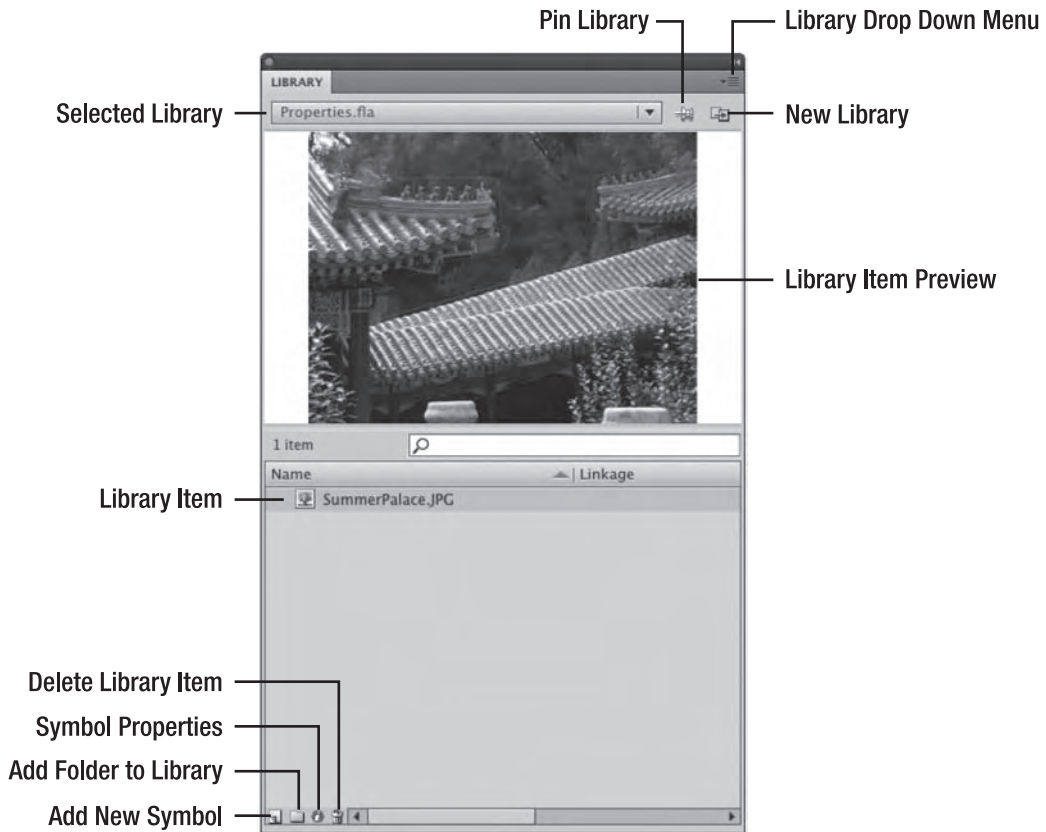 Pin Library
Library Drop Down Menu
LIBRARY
Selected Library
Properties.fla
New Library
Library Item Preview
1 item
Name
Linkage
Library Item
SummerPalace.JPG
Delete Library Item
Symbol Properties
Add Folder to Library
Add New Symbol